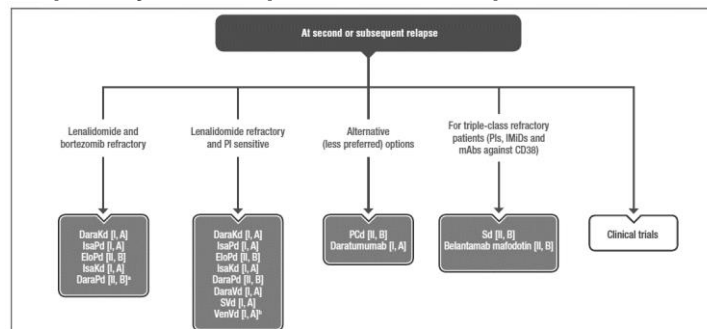 At second or subsequent relapse
Lenalidomide and
bortezomib refractory
Lenalidomide refractory
and PI sensitive
Alternative
(less preferred) options
For triple-class refractory
patients (PIs, IMiDs and
mAbs against CD38)
DaraKd [I, A]
IsaPd [I, A]
EloPd [II, B]
IsaKd [I, A]
DaraPd [II, B]ᵃ
DaraKd [I, A]
IsaPd [I, A]
EloPd [II, B]
IsaKd [I, A]
DaraPd [II, B]
DaraVd [I, A]
SVd [I, A]
VenVd [I, A]ᵇ
PCd [II, B]
Daratumumab [I, A]
Sd [II, B]
Belantamab mafodotin [II, B]
Clinical trials